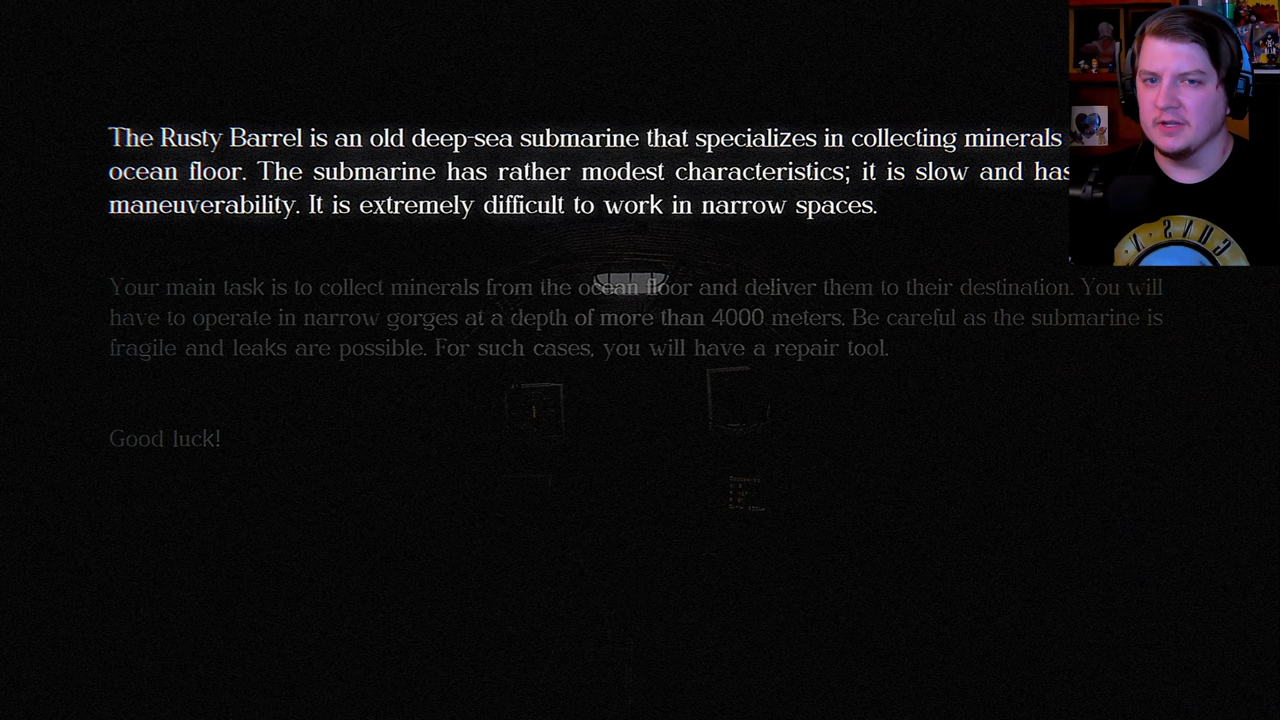 The Rusty Barrel is an old deep-sea submarine that specializes in collecting minerals
ocean floor. The submarine has rather modest characteristics; it is slow and has
maneuverability. It is extremely difficult to work in narrow spaces.
Your main task is to collect minerals from the ocean floor and deliver them to their destination. You will
have to operate in narrow gorges at a depth of more than 4000 meters. Be careful as the submarine is
fragile and leaks are possible. For such cases, you will have a repair tool.
Good luck!
GUNS N